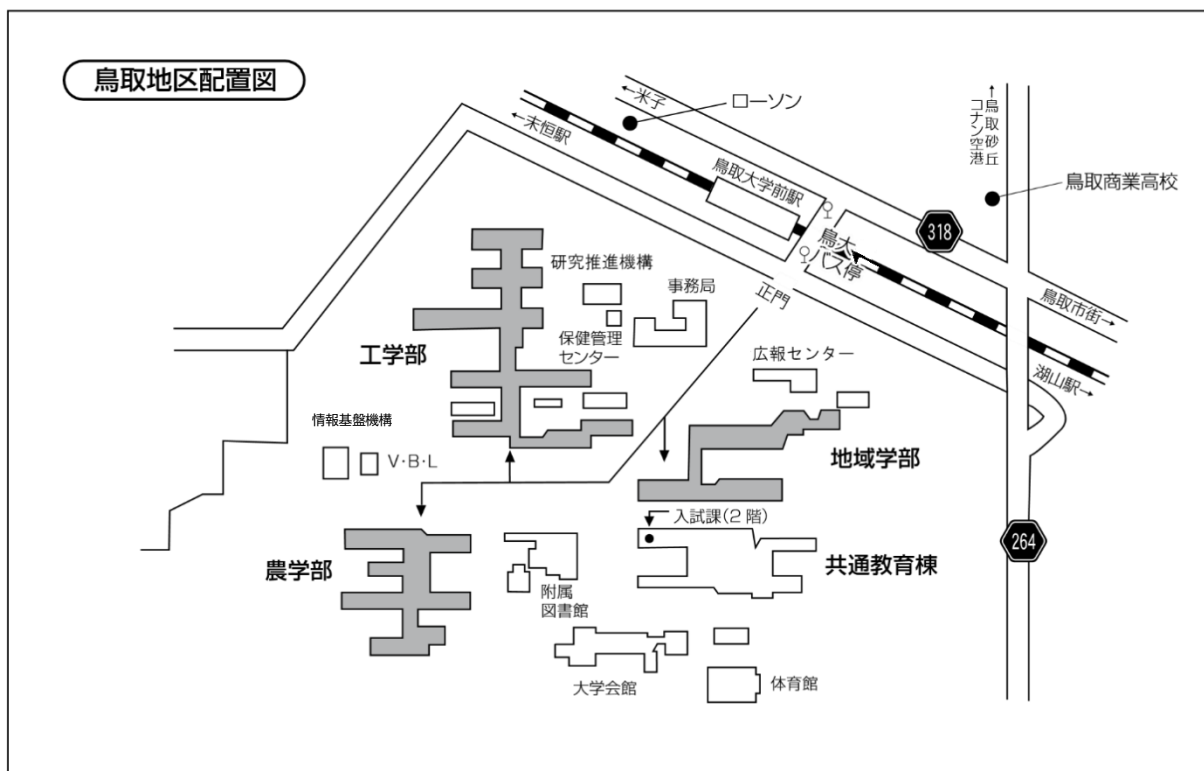 鳥取地区配置図
←米子
ローソン
←末恒駅
↑鳥取砂丘
コナン空港
鳥取大学前駅
鳥取商業高校
318
鳥大
バス停
研究推進機構
事務局
正門
鳥取市街→
保健管理
センター
工学部
広報センター
湖山駅→
情報基盤機構
V・B・L
地域学部
入試課(2階)
264
農学部
共通教育棟
附属
図書館
大学会館
体育館